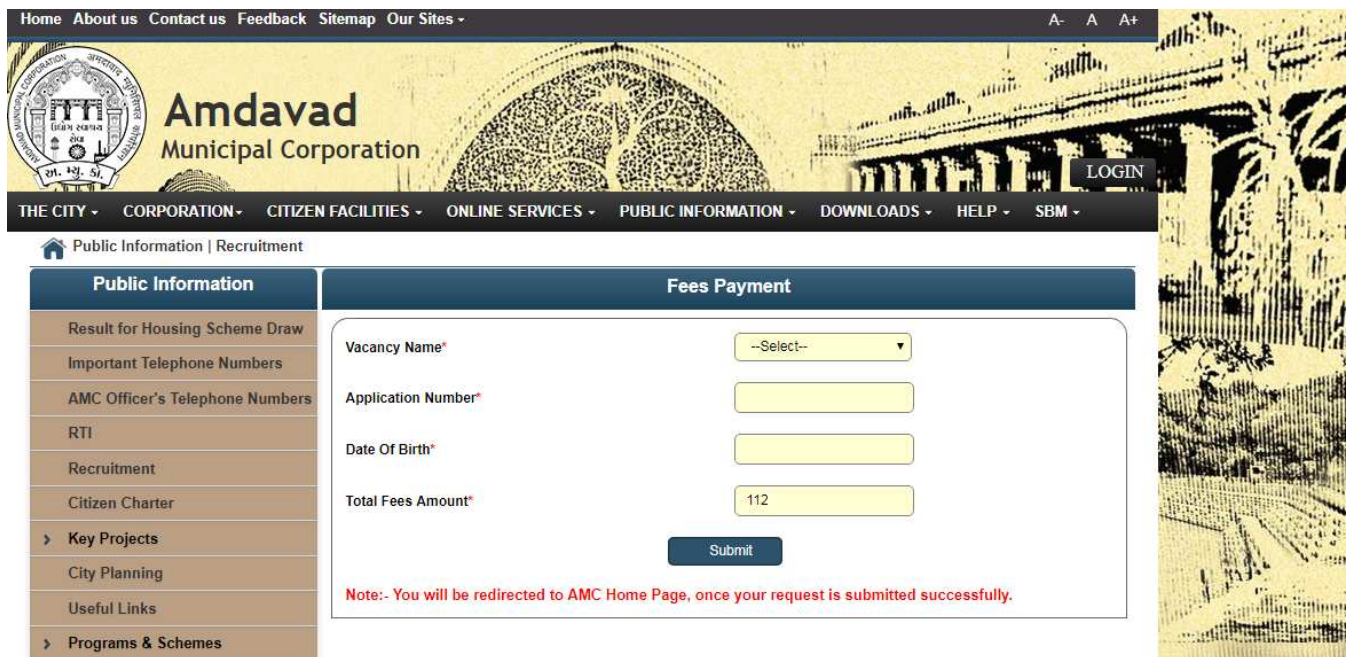 Home About us Contact us Feedback Sitemap Our Sites
A- A A+
Amdavad
Municipal Corporation
સેવા
અ. મ્યુ. કો.
LOGIN
THE CITY CORPORATION CITIZEN FACILITIES ONLINE SERVICES PUBLIC INFORMATION DOWNLOADS HELP SBM
Public Information | Recruitment
Public Information
Fees Payment
Result for Housing Scheme Draw
Important Telephone Numbers
AMC Officer's Telephone Numbers
RTI
Recruitment
Citizen Charter
Key Projects
City Planning
Useful Links
Programs & Schemes
Vacancy Name*
--Select--
Application Number*
Date Of Birth*
Total Fees Amount*
112
Submit
Note:- You will be redirected to AMC Home Page, once your request is submitted successfully.